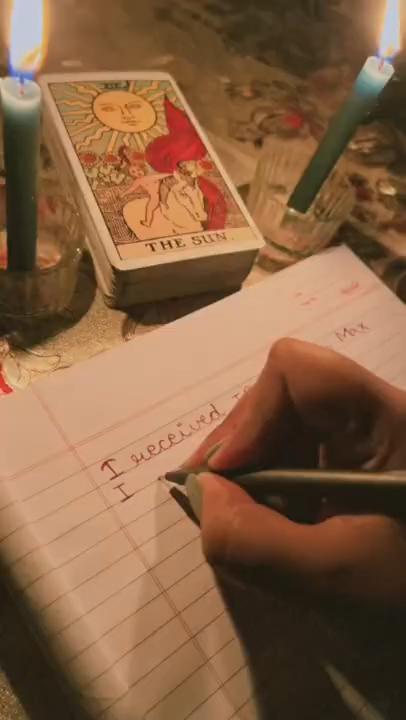 THE SUN.
Max
I received
I